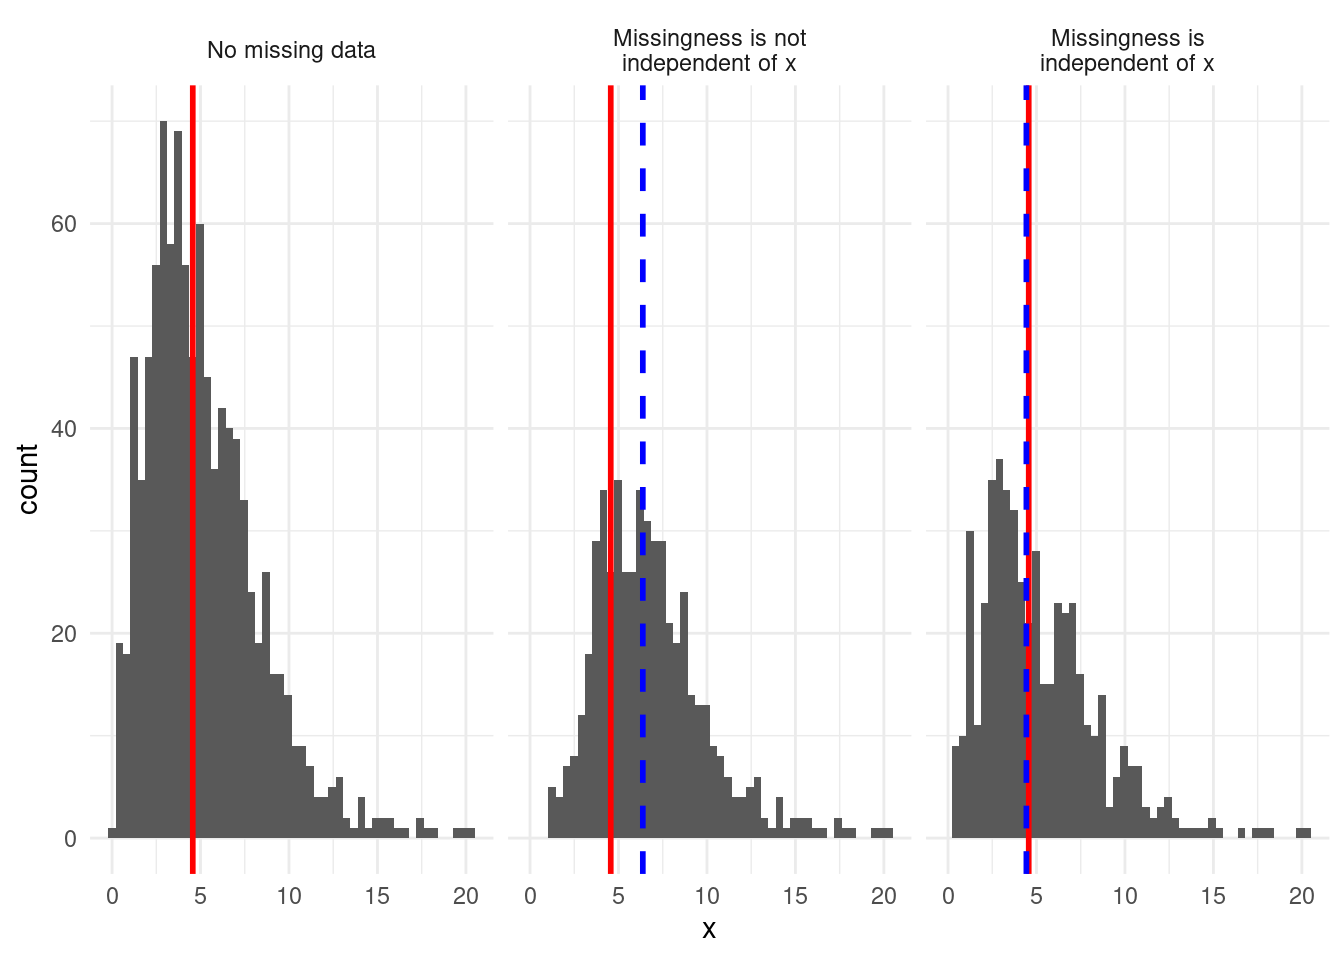 No missing data
Missingness is not
independent of x
Missingness is
independent of x
count
60
40
20
0
0 5 10 15 20
0 5 10 15 20
0 5 10 15 20
x